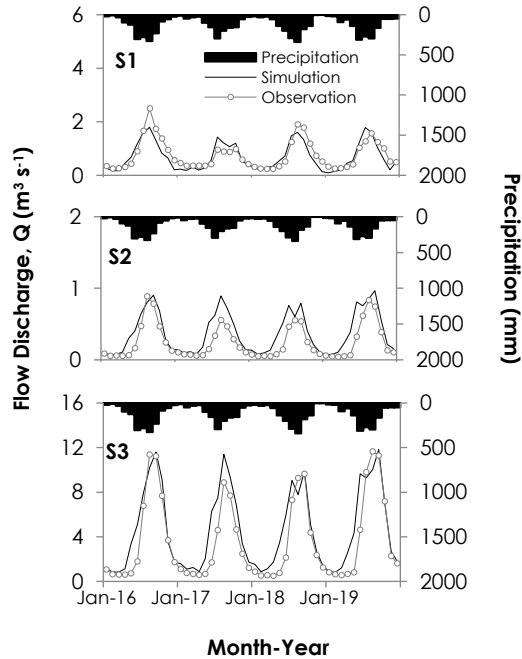 6
4
2
0
0
500
1000
1500
2000
S1
Precipitation
Simulation
Observation
2
1
0
0
500
1000
1500
2000
S2
16
12
8
4
0
0
500
1000
1500
2000
S3
Jan-16
Jan-17
Jan-18
Jan-19
Flow Discharge, Q (m³ s⁻¹)
Precipitation (mm)
Month-Year